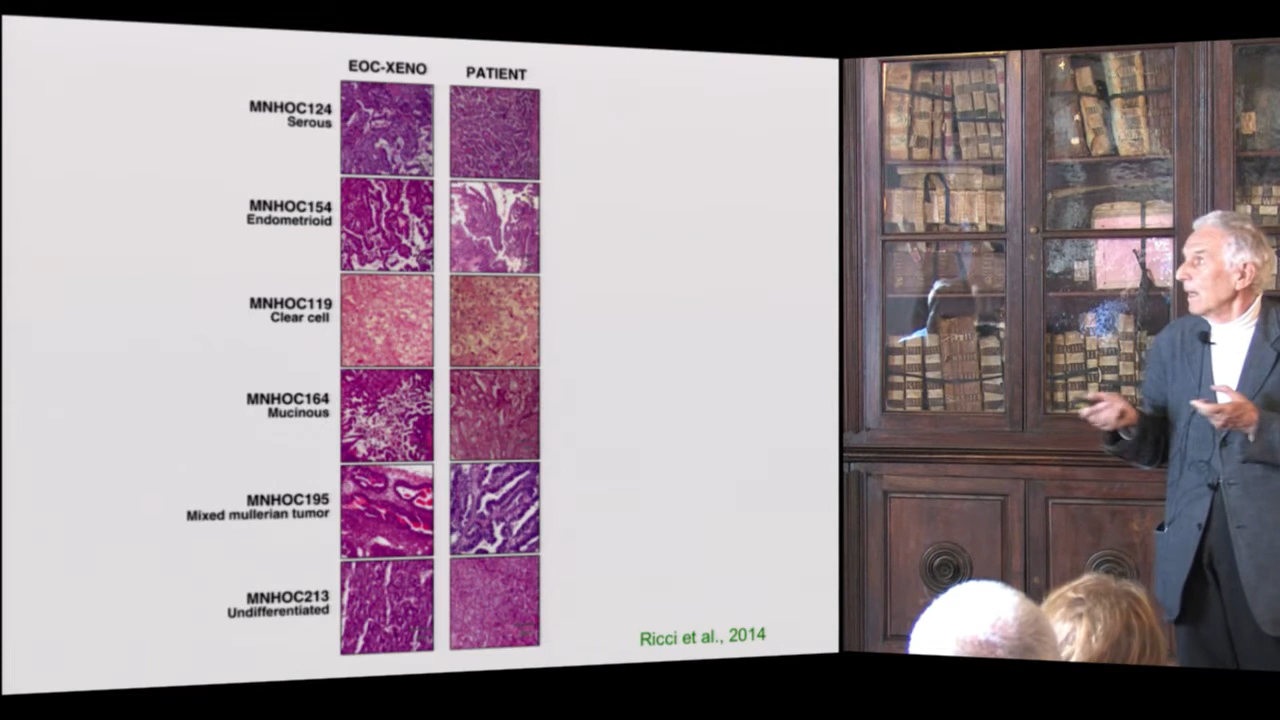 EOC-XENO PATIENT
MNHOC124
Serous
MNHOC154
Endometrioid
MNHOC119
Clear cell
MNHOC164
Mucinous
MNHOC195
Mixed mullerian tumor
MNHOC213
Undifferentiated
Ricci et al., 2014